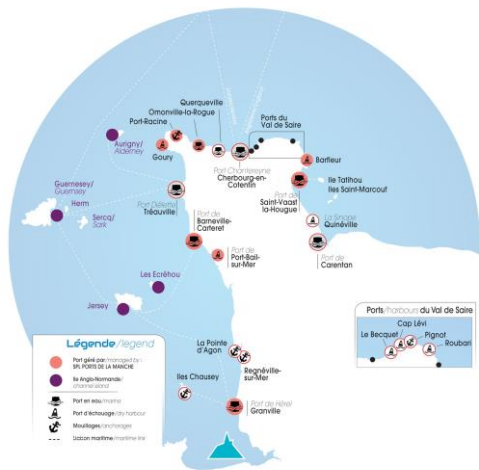 Querqueville
Omonville-la-Rogue
Port-Racine
Ports du
Val de Saire
Aurigny/
Alderney
Goury
Port Chantereyne
Cherbourg-en-
Cotentin
Barfleur
Ile Tatihou
Iles Saint-Marcouf
Guernesey/
Guernsey
Herm
Sercq/
Sark
Port Diélette
Tréauville
Port de
Saint-Vaast
la-Hougue
La Sinope
Quinéville
Port de
Barneville-
Carteret
Port de
Port-Bail-
sur-Mer
Port de
Carentan
Les Ecréhou
Jersey
Ports/harbours du Val de Saire
Cap Lévi
Le Becquet
Pignot
Roubari
La Pointe
d'Agon
Regnéville-
sur-Mer
Iles Chausey
Port de Hérel
Granville
Légende/legend
Port géré par/managed by :
SPL PORTS DE LA MANCHE
Ile Anglo-Normande/
channel island
Port en eau/marina
Port d'échouage/dry harbour
Mouillages/anchorages
Liaison maritime/maritime link